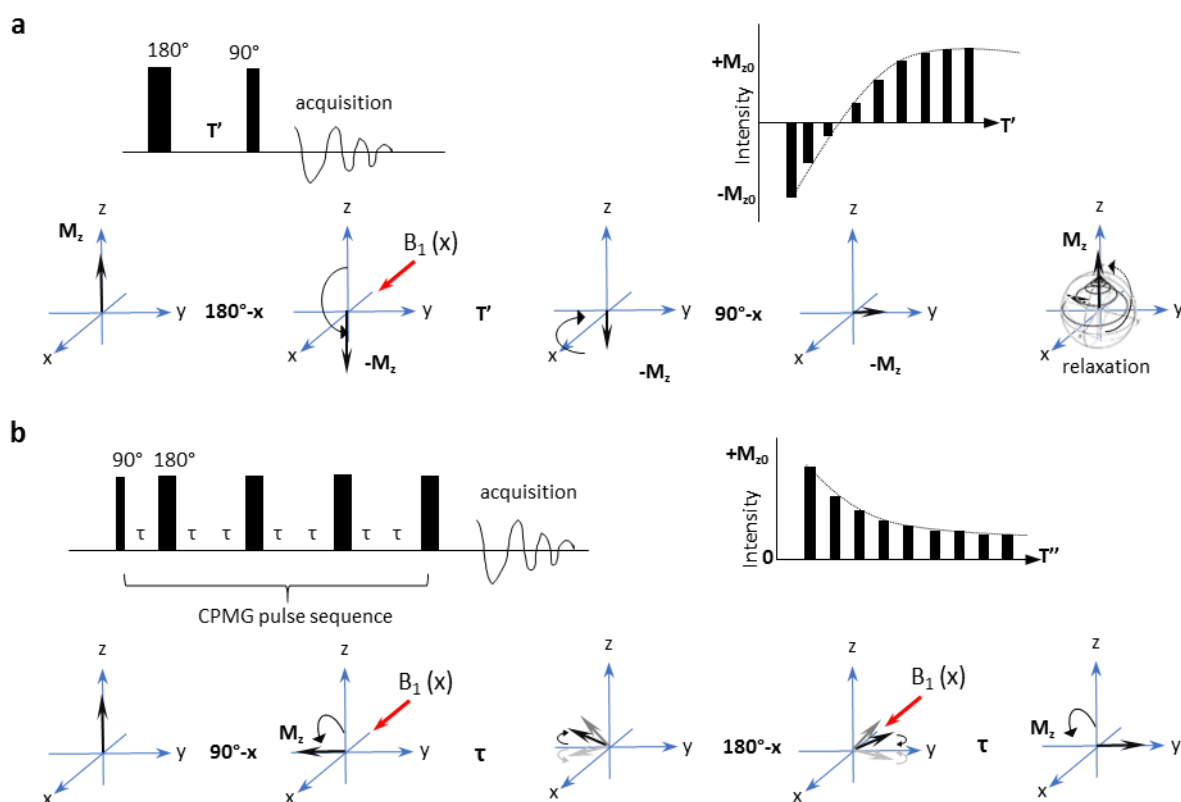 a
180°
90°
T'
acquisition
+Mz0
Intensity
T'
-Mz0
z
Mz
y
x
180°-x
z
B1 (x)
y
-Mz
T'
z
y
x
-Mz
90°-x
z
y
x
-Mz
z
Mz
y
x
relaxation
b
90° 180°
τ τ τ τ τ τ τ
acquisition
CPMG pulse sequence
+Mz0
Intensity
0
T''
z
y
x
90°-x
z
B1 (x)
Mz
y
x
τ
z
y
x
180°-x
z
B1 (x)
y
x
τ
z
Mz
y
x